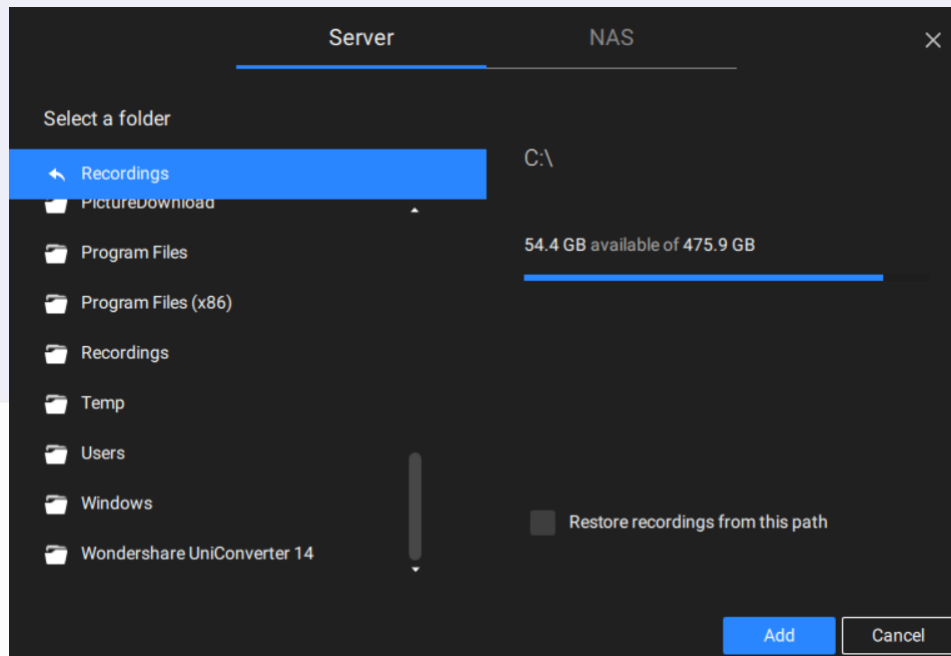 Server
NAS
Select a folder
Recordings
PictureDownload
Program Files
Program Files (x86)
Recordings
Temp
Users
Windows
Wondershare UniConverter 14
C:\
54.4 GB available of 475.9 GB
Restore recordings from this path
Add
Cancel